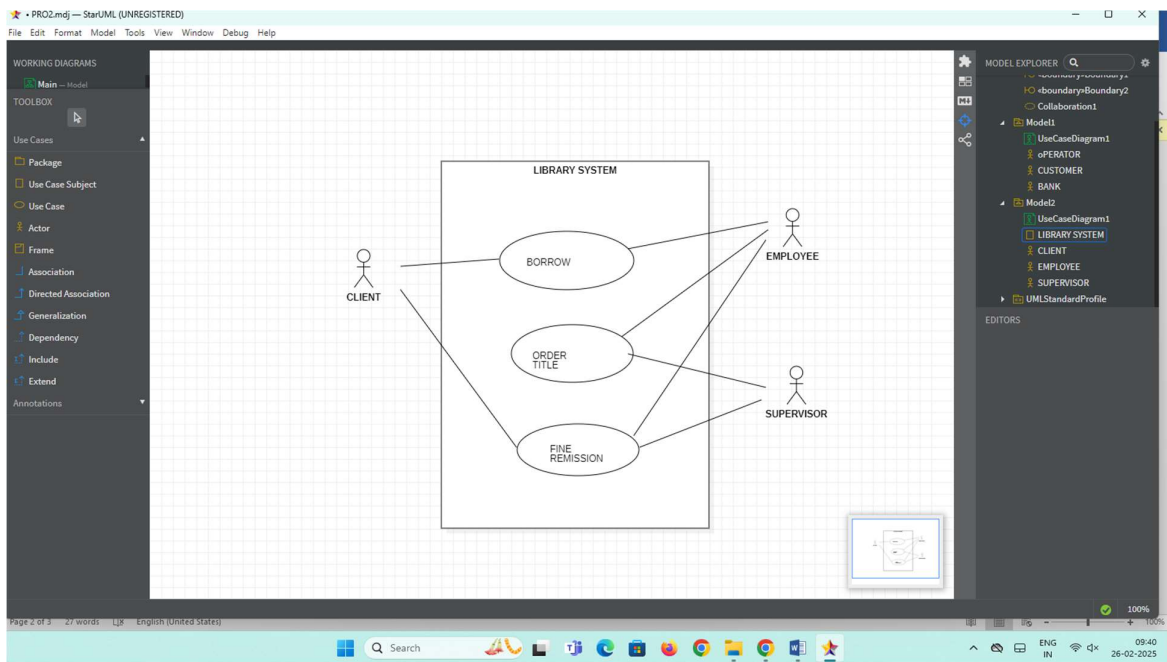 • PRO2.mdj — StarUML (UNREGISTERED)
File Edit Format Model Tools View Window Debug Help
WORKING DIAGRAMS
Main — Model
TOOLBOX
Use Cases
Package
Use Case Subject
Use Case
Actor
Frame
Association
Directed Association
Generalization
Dependency
Include
Extend
Annotations
LIBRARY SYSTEM
BORROW
ORDER
TITLE
FINE
REMISSION
CLIENT
EMPLOYEE
SUPERVISOR
MODEL EXPLORER
«boundary»Boundary1
«boundary»Boundary2
Collaboration1
Model1
UseCaseDiagram1
oPERATOR
CUSTOMER
BANK
Model2
UseCaseDiagram1
LIBRARY SYSTEM
CLIENT
EMPLOYEE
SUPERVISOR
UMLStandardProfile
EDITORS
100%
Page 2 of 3 27 words English (United States) 100%
Search
ENG
IN
09:40
26-02-2025